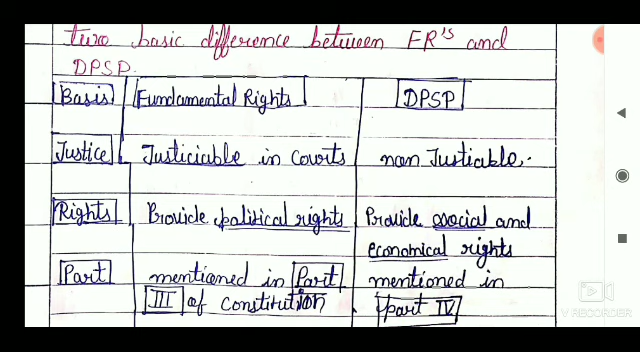 two basic difference between FR'S and
DPSP.
Basis Fundamental Rights DPSP
Justice Justiciable in courts non Justiable.
Rights Provide political rights Provide social and
economical rights
Part mentioned in Part mentioned in
III of constitution. part IV
V RECORDER